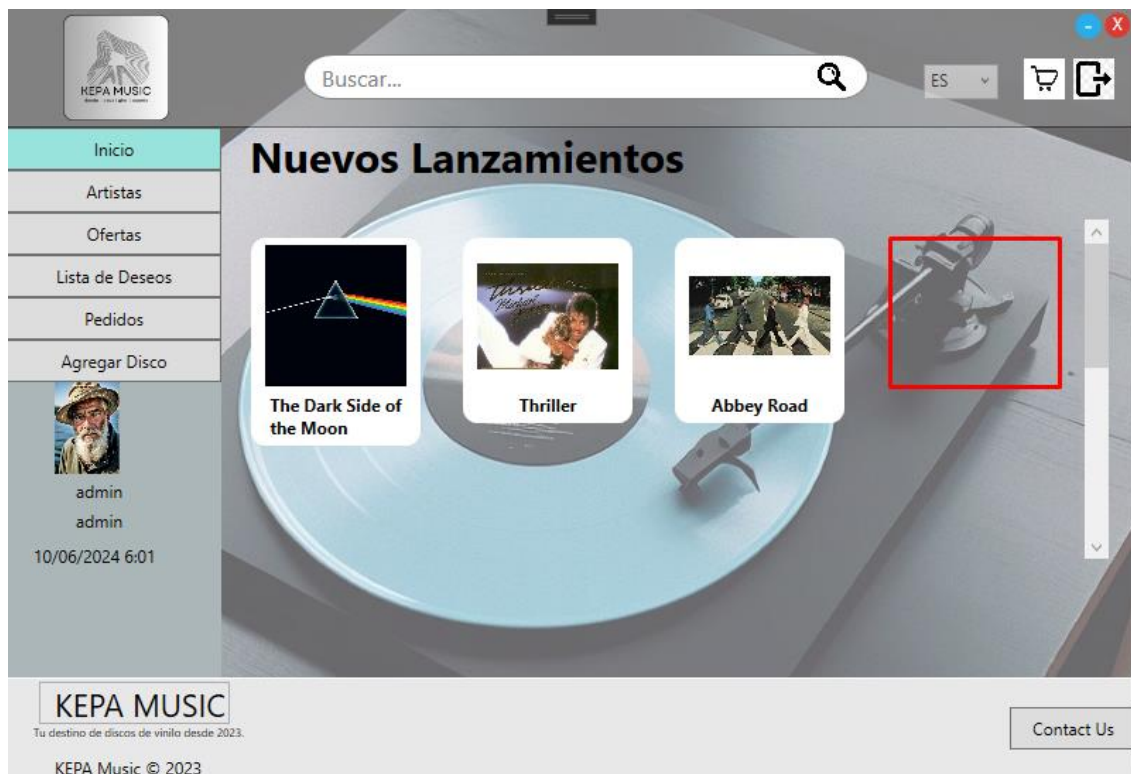 KEPA MUSIC
Buscar...
ES
X
Inicio
Artistas
Ofertas
Lista de Deseos
Pedidos
Agregar Disco
admin
admin
10/06/2024 6:01
Nuevos Lanzamientos
The Dark Side of
the Moon
Thriller
Abbey Road
KEPA MUSIC
Tu destino de discos de vinilo desde 2023.
KEPA Music © 2023
Contact Us